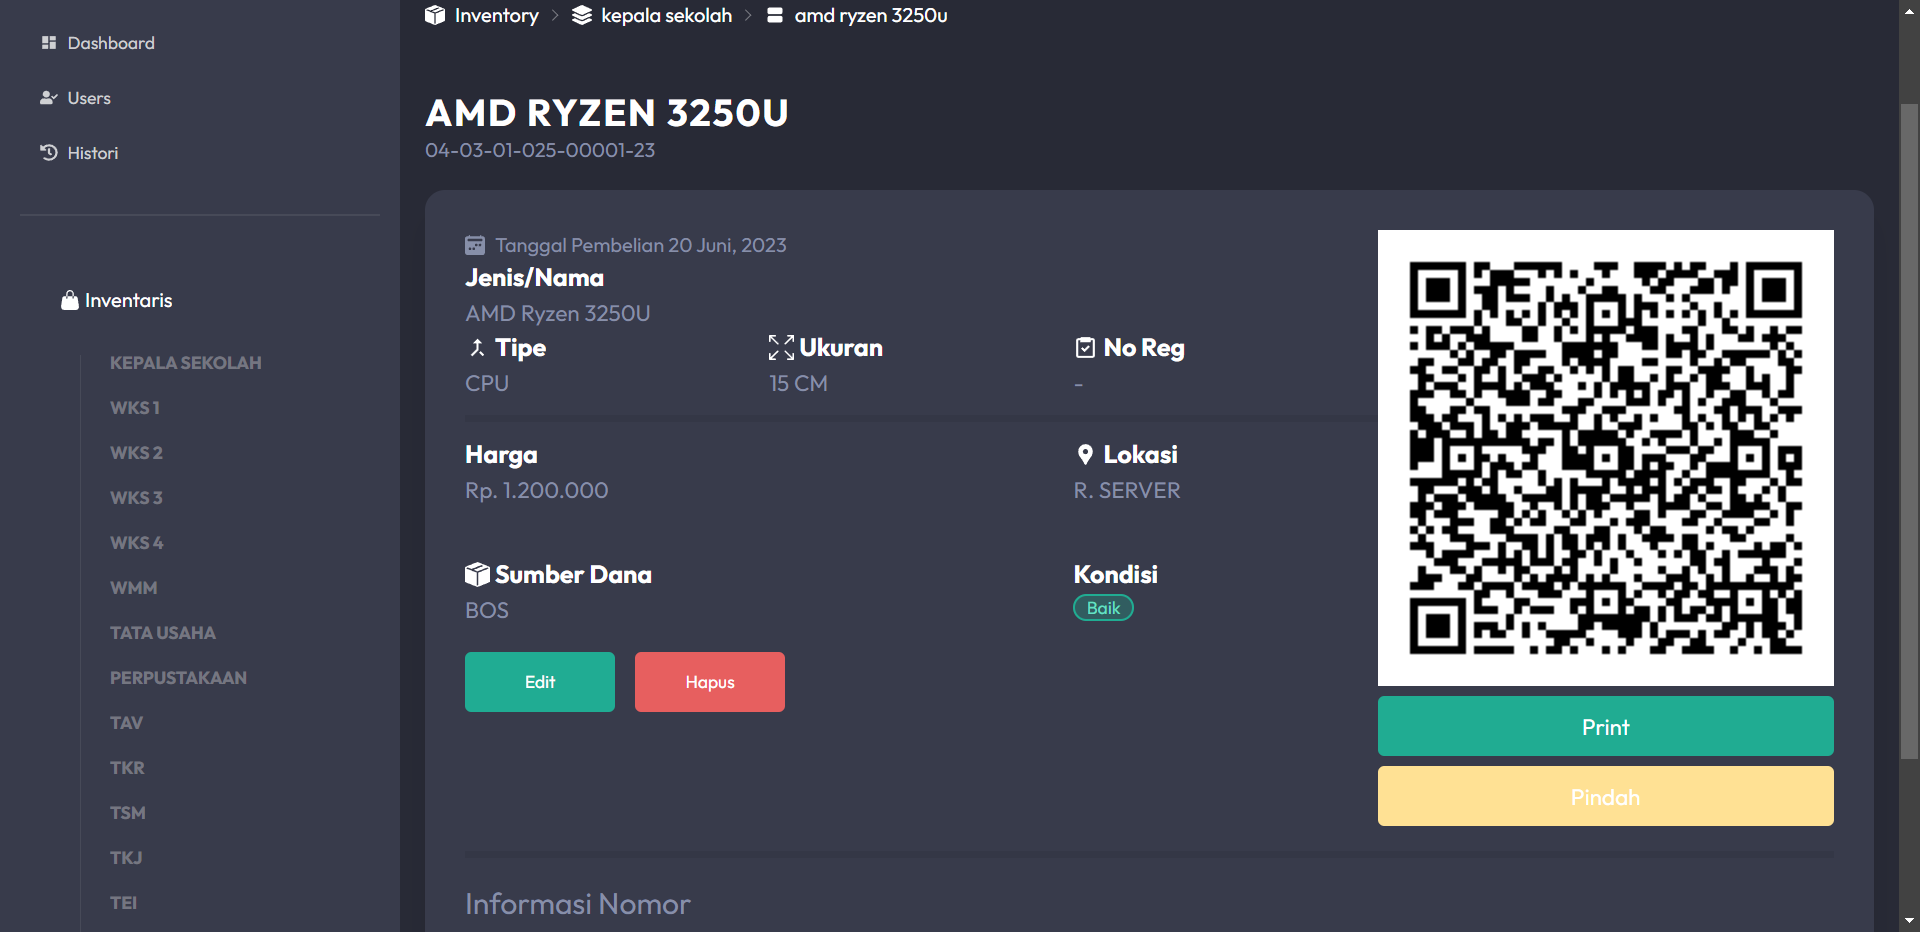 Inventory > kepala sekolah > amd ryzen 3250u
Dashboard
Users
Histori
Inventaris
KEPALA SEKOLAH
WKS 1
WKS 2
WKS 3
WKS 4
WMM
TATA USAHA
PERPUSTAKAAN
TAV
TKR
TSM
TKJ
TEI
AMD RYZEN 3250U
04-03-01-025-00001-23
Tanggal Pembelian 20 Juni, 2023
Jenis/Nama
AMD Ryzen 3250U
Tipe Ukuran No Reg
CPU 15 CM -
Harga Lokasi
Rp. 1.200.000 R. SERVER
Sumber Dana Kondisi
BOS Baik
Edit Hapus
Print
Pindah
Informasi Nomor